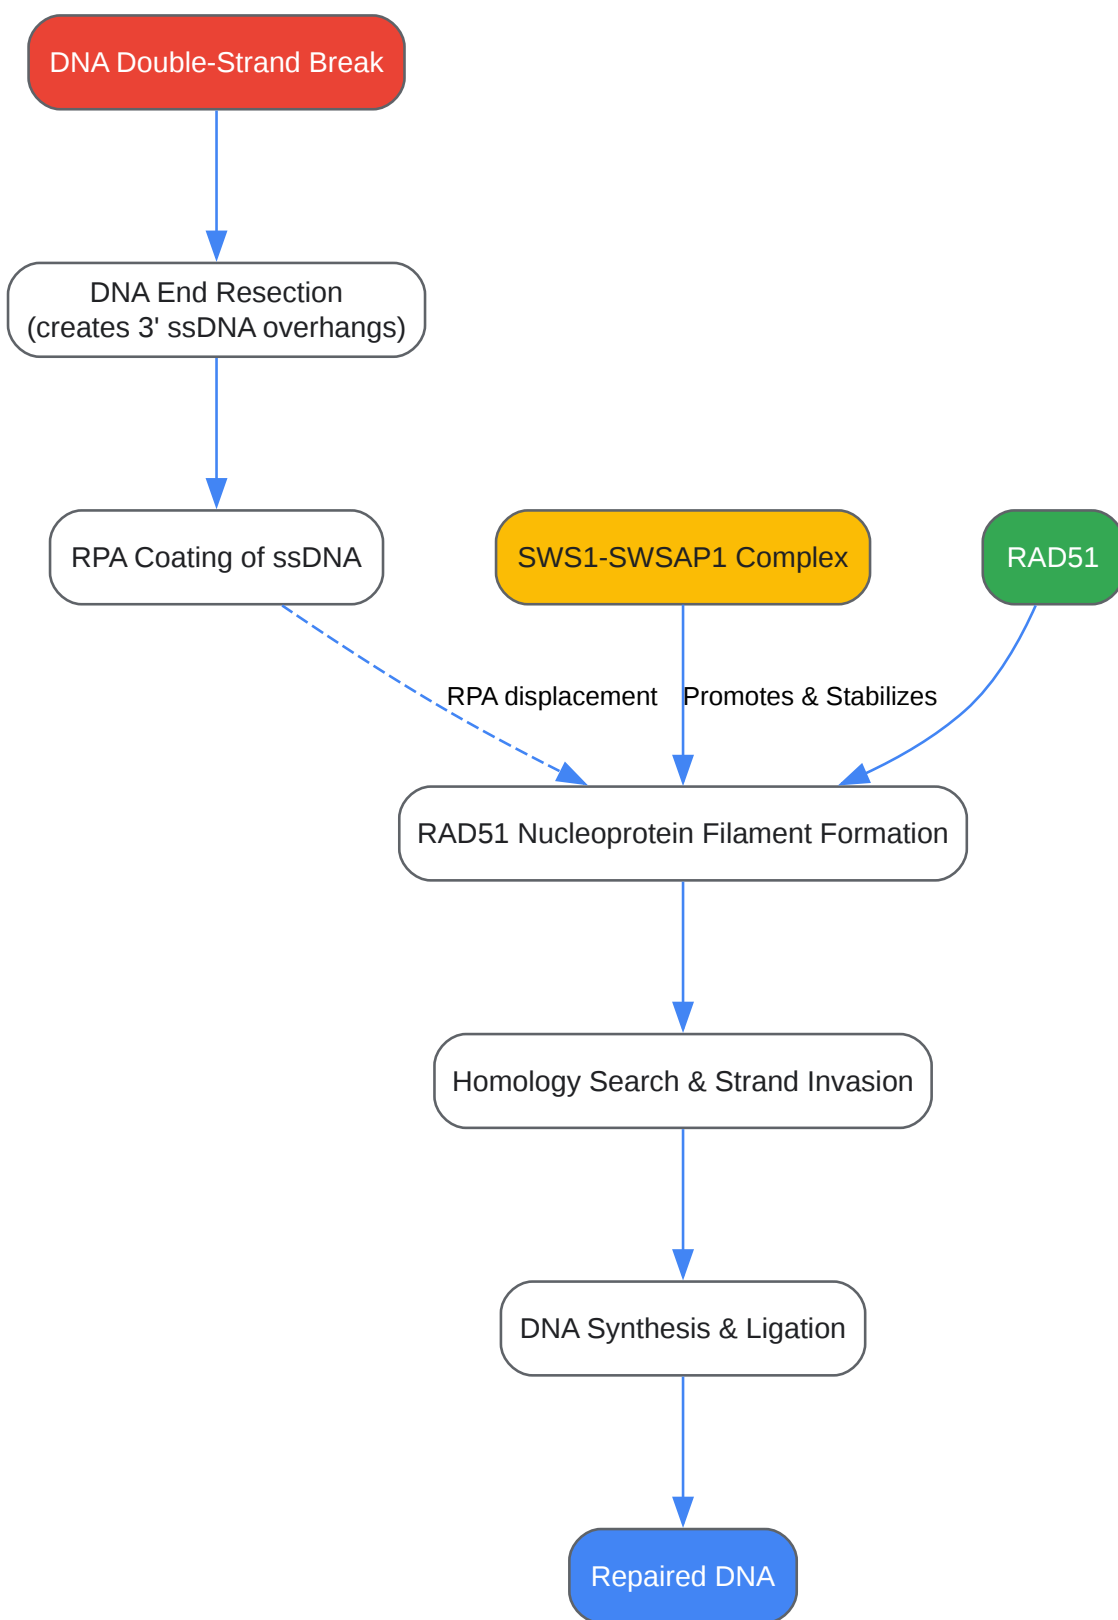 DNA Double-Strand Break
DNA End Resection
(creates 3' ssDNA overhangs)
RPA Coating of ssDNA
SWS1-SWSAP1 Complex
RAD51
RPA displacement
Promotes & Stabilizes
RAD51 Nucleoprotein Filament Formation
Homology Search & Strand Invasion
DNA Synthesis & Ligation
Repaired DNA